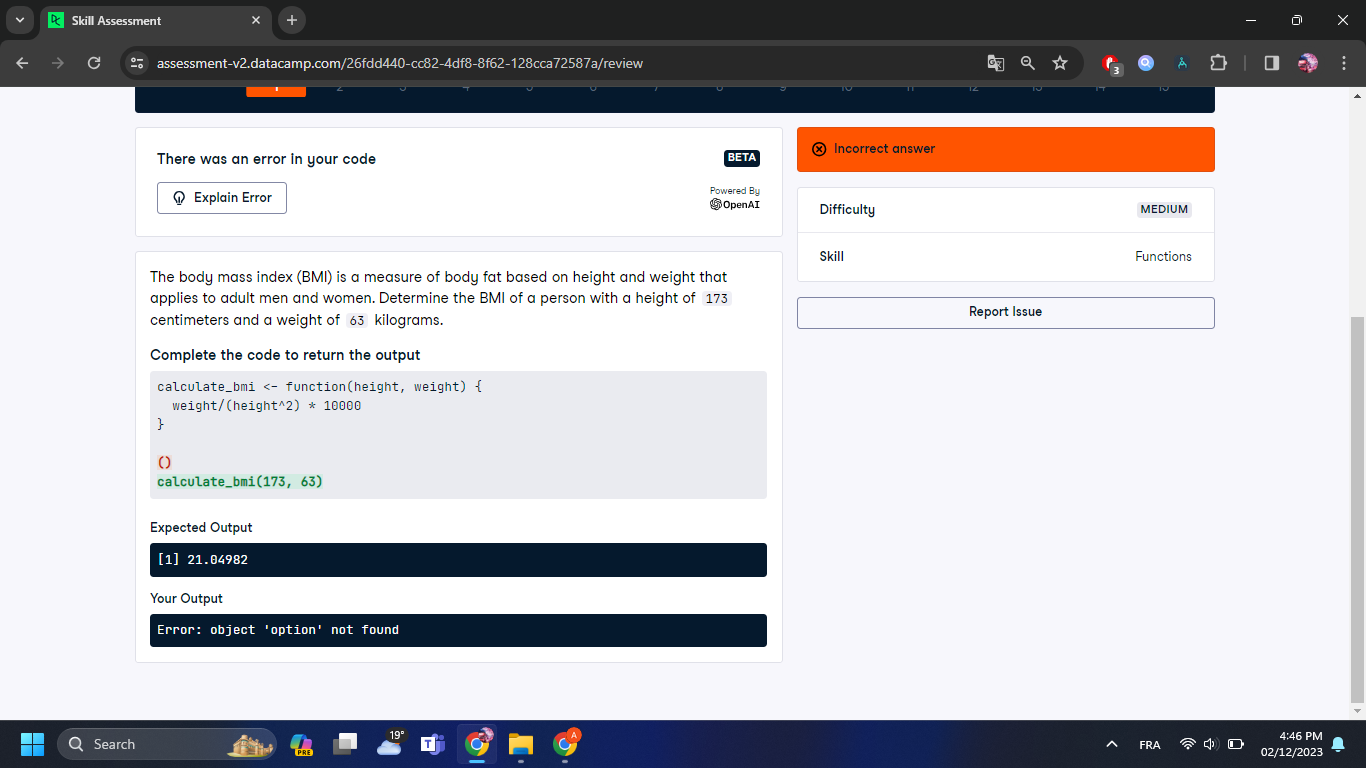 Skill Assessment
assessment-v2.datacamp.com/26fdd440-cc82-4df8-8f62-128cca72587a/review
3
There was an error in your code
BETA
Explain Error
Powered By
OpenAI
Incorrect answer
Difficulty
MEDIUM
Skill
Functions
Report Issue
The body mass index (BMI) is a measure of body fat based on height and weight that
applies to adult men and women. Determine the BMI of a person with a height of 173
centimeters and a weight of 63 kilograms.
Complete the code to return the output
calculate_bmi <- function(height, weight) {
weight/(height^2) * 10000
}
()
calculate_bmi(173, 63)
Expected Output
[1] 21.04982
Your Output
Error: object 'option' not found
Search
PRE
19°
A
FRA
4:46 PM
02/12/2023